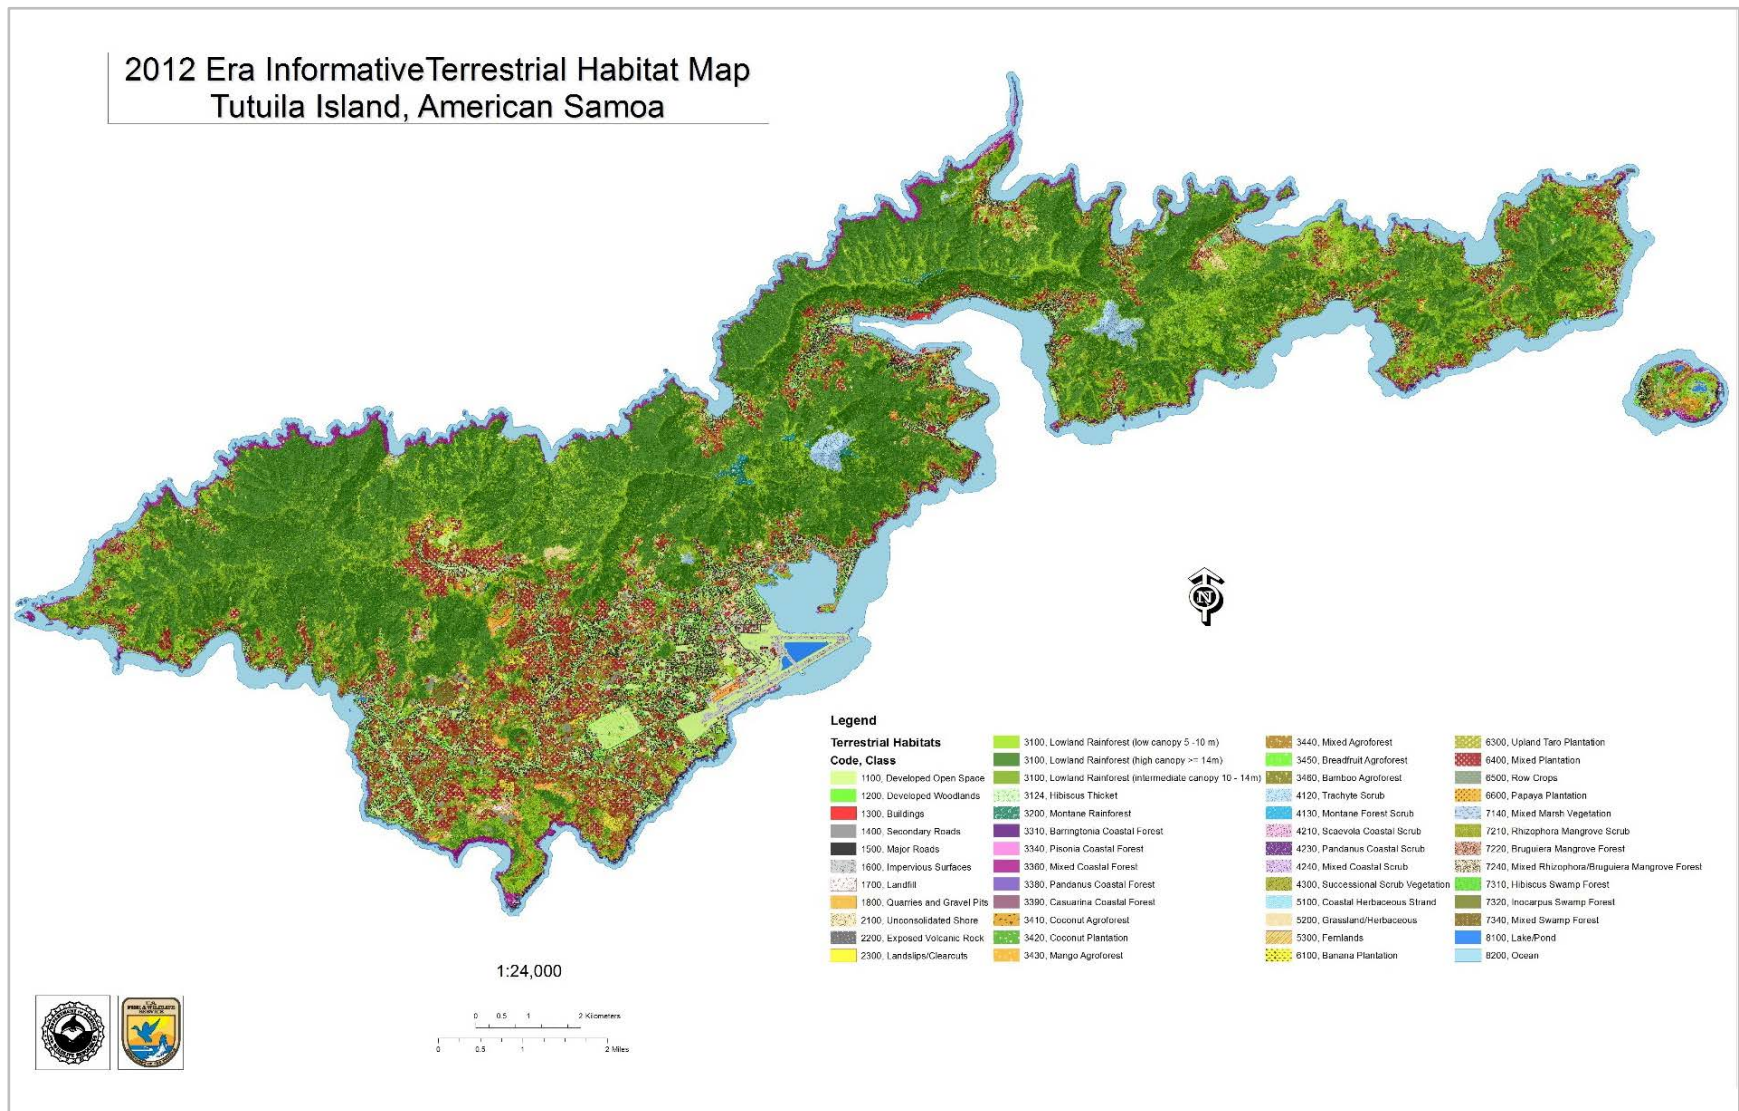 2012 Era InformativeTerrestrial Habitat Map
Tutuila Island, American Samoa
N
Legend
Terrestrial Habitats
Code, Class
1100, Developed Open Space
1200, Developed Woodlands
1300, Buildings
1400, Secondary Roads
1500, Major Roads
1600, Impervious Surfaces
1700, Landfill
1800, Quarries and Gravel Pits
2100, Unconsolidated Shore
2200, Exposed Volcanic Rock
2300, Landslips/Clearcuts
3100, Lowland Rainforest (low canopy 5 -10 m)
3100, Lowland Rainforest (high canopy >= 14m)
3100, Lowland Rainforest (intermediate canopy 10 - 14m)
3124, Hibiscus Thicket
3200, Montane Rainforest
3310, Barringtonia Coastal Forest
3340, Pisonia Coastal Forest
3360, Mixed Coastal Forest
3380, Pandanus Coastal Forest
3390, Casuarina Coastal Forest
3410, Coconut Agroforest
3420, Coconut Plantation
3430, Mango Agroforest
3440, Mixed Agroforest
3450, Breadfruit Agroforest
3460, Bamboo Agroforest
4120, Trachyte Scrub
4130, Montane Forest Scrub
4210, Scaevola Coastal Scrub
4230, Pandanus Coastal Scrub
4240, Mixed Coastal Scrub
4300, Successional Scrub Vegetation
5100, Coastal Herbaceous Strand
5200, Grassland/Herbaceous
5300, Fernlands
6100, Banana Plantation
6300, Upland Taro Plantation
6400, Mixed Plantation
6500, Row Crops
6600, Papaya Plantation
7140, Mixed Marsh Vegetation
7210, Rhizophora Mangrove Scrub
7220, Bruguiera Mangrove Forest
7240, Mixed Rhizophora/Bruguiera Mangrove Forest
7310, Hibiscus Swamp Forest
7320, Inocarpus Swamp Forest
7340, Mixed Swamp Forest
8100, Lake/Pond
8200, Ocean
1:24,000
0 0.5 1 2 Kilometers
0 0.5 1 2 Miles
U.S.
FISH & WILDLIFE
SERVICE